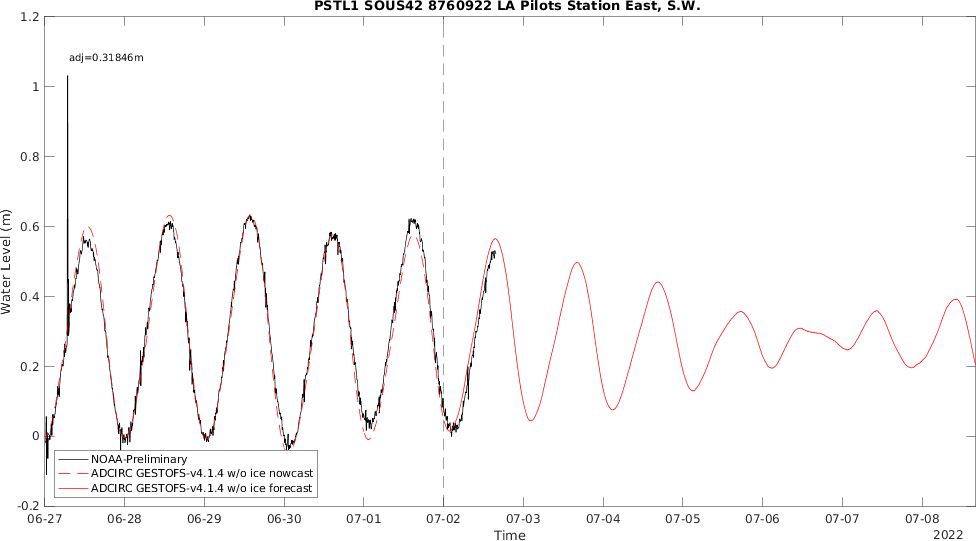 PSTL1 SOUS42 8760922 LA Pilots Station East, S.W.
1.2
adj=0.31846m
1
0.8
0.6
Water Level (m)
0.4
0.2
0
NOAA-Preliminary
ADCIRC GESTOFS-v4.1.4 w/o ice nowcast
ADCIRC GESTOFS-v4.1.4 w/o ice forecast
-0.2
06-27 06-28 06-29 06-30 07-01 07-02 07-03 07-04 07-05 07-06 07-07 07-08
Time
2022